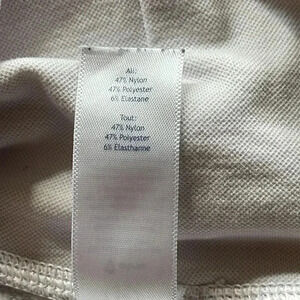 All:
47% Nylon
47% Polyester
6% Elastane
Tout:
47% Nylon
47% Polyester
6% Elasthanne